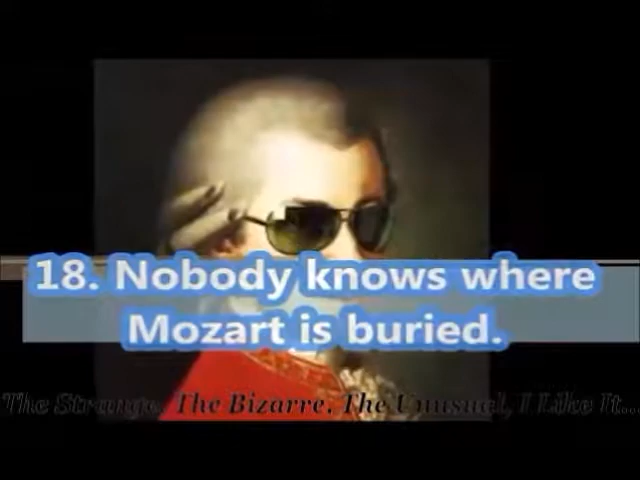 18. Nobody knows where
Mozart is buried.
The Strange, The Bizarre, The Unusual, I Like It...